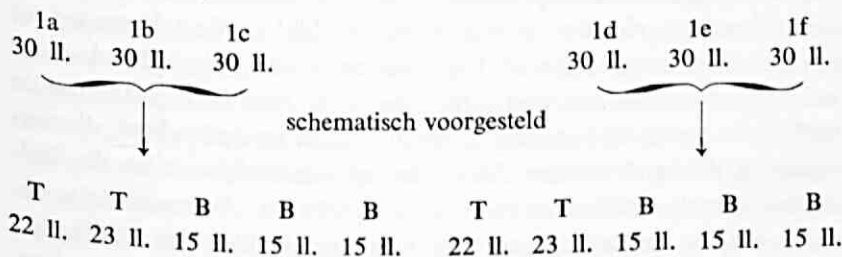 1a 1b 1c 1d 1e 1f
30 ll. 30 ll. 30 ll. 30 ll. 30 ll. 30 ll.
schematisch voorgesteld
T T B B B T T B B B
22 ll. 23 ll. 15 ll. 15 ll. 15 ll. 22 ll. 23 ll. 15 ll. 15 ll. 15 ll.